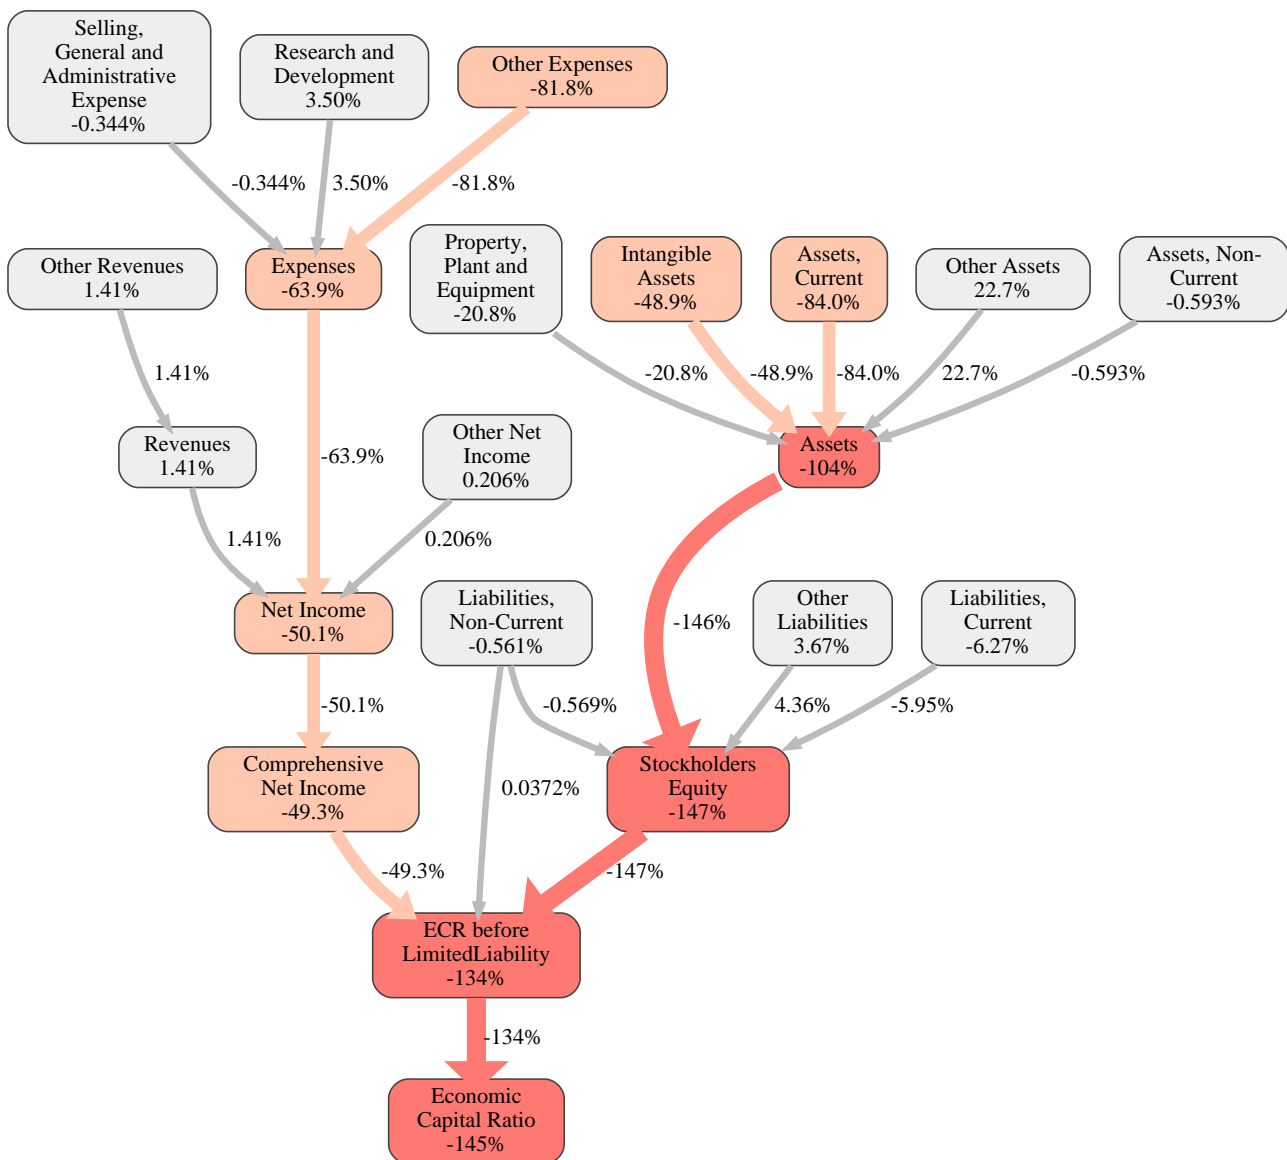 Selling,
General and
Administrative
Expense
-0.344%
Research and
Development
3.50%
Other Expenses
-81.8%
-0.344%
3.50%
-81.8%
Other Revenues
1.41%
Expenses
-63.9%
Property,
Plant and
Equipment
-20.8%
Intangible
Assets
-48.9%
Assets,
Current
-84.0%
Other Assets
22.7%
Assets, Non-
Current
-0.593%
1.41%
-20.8%
-48.9%
-84.0%
22.7%
-0.593%
Revenues
1.41%
-63.9%
Other Net
Income
0.206%
Assets
-104%
1.41%
0.206%
Net Income
-50.1%
Liabilities,
Non-Current
-0.561%
-146%
Other
Liabilities
3.67%
Liabilities,
Current
-6.27%
-50.1%
-0.569%
4.36%
-5.95%
Comprehensive
Net Income
-49.3%
0.0372%
Stockholders
Equity
-147%
-49.3%
-147%
ECR before
LimitedLiability
-134%
-134%
Economic
Capital Ratio
-145%